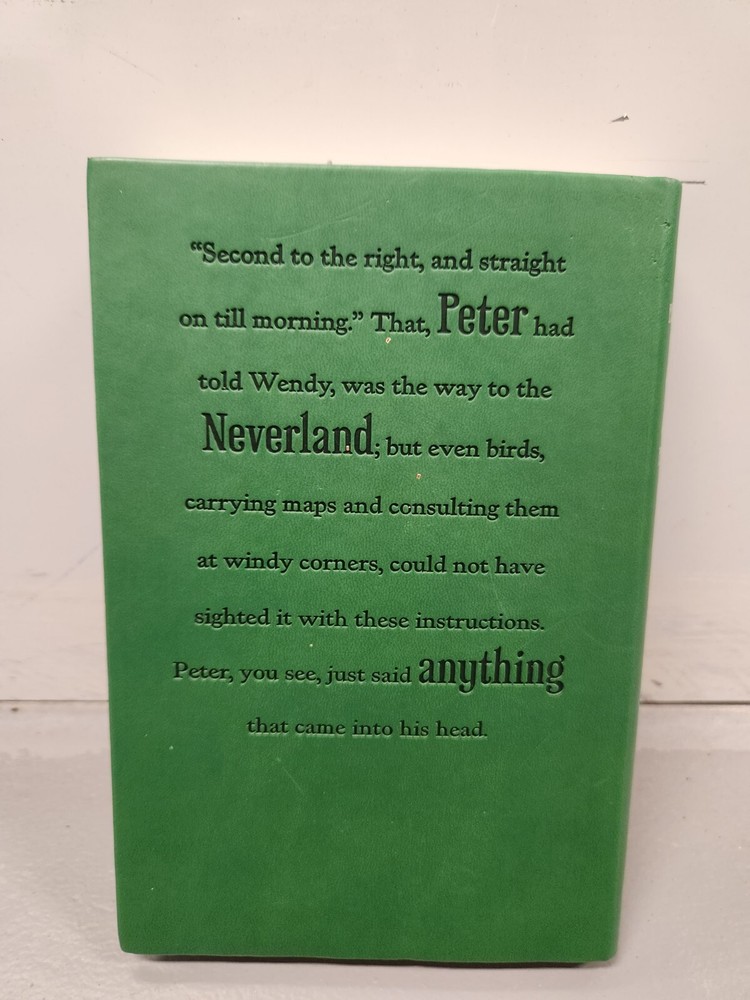 “Second to the right, and straight
on till morning.” That, Peter had
told Wendy, was the way to the
Neverland; but even birds,
carrying maps and consulting them
at windy corners, could not have
sighted it with these instructions.
Peter, you see, just said anything
that came into his head.